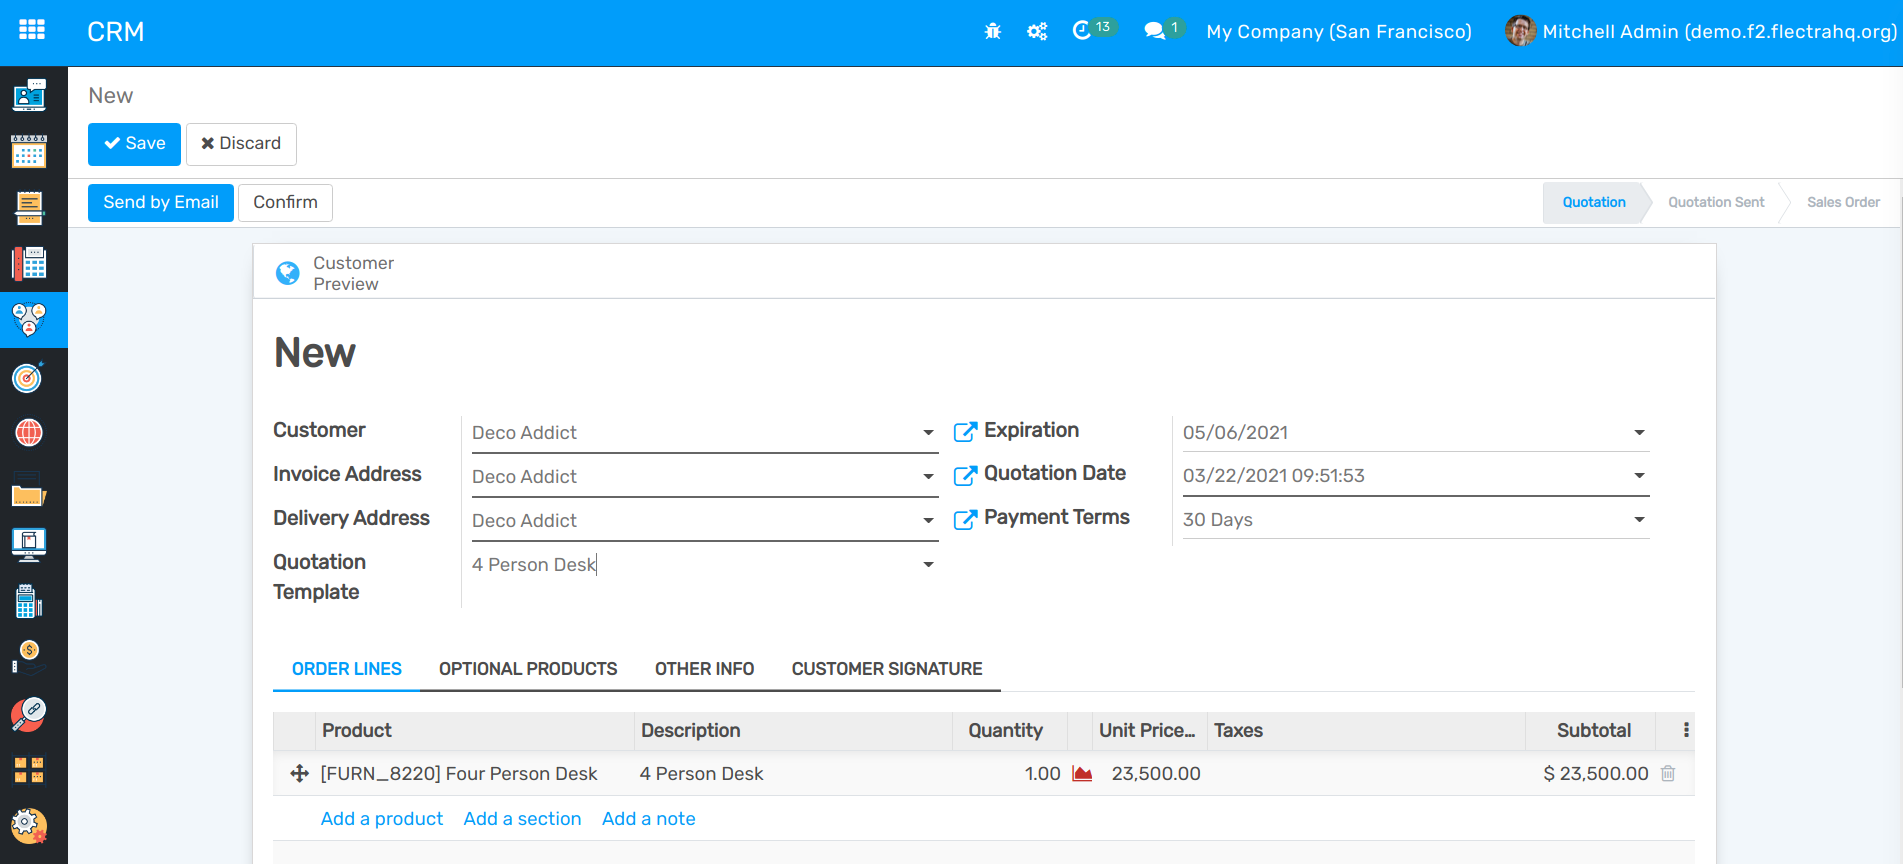 CRM
13
1
My Company (San Francisco)
Mitchell Admin (demo.f2.flectrahq.org)
New
Save
Discard
Send by Email
Confirm
Quotation
Quotation Sent
Sales Order
Customer
Preview
New
Customer
Deco Addict
Expiration
05/06/2021
Invoice Address
Deco Addict
Quotation Date
03/22/2021 09:51:53
Delivery Address
Deco Addict
Payment Terms
30 Days
Quotation
Template
4 Person Desk
ORDER LINES
OPTIONAL PRODUCTS
OTHER INFO
CUSTOMER SIGNATURE
Product
Description
Quantity
Unit Price...
Taxes
Subtotal
[FURN_8220] Four Person Desk
4 Person Desk
1.00
23,500.00
$ 23,500.00
Add a product
Add a section
Add a note